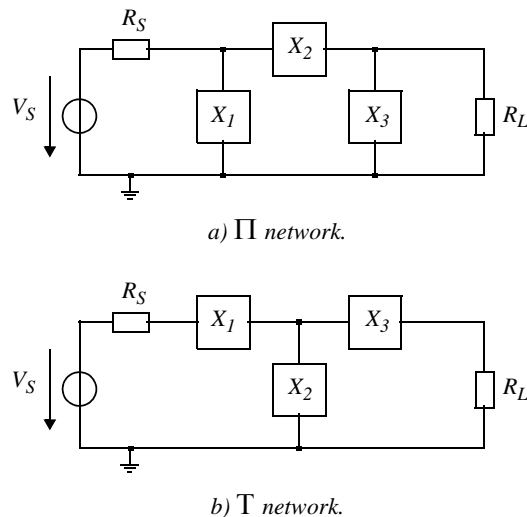 R_S
X_2
V_S
X_1
X_3
R_L
a) Π network.
R_S
X_1
X_3
V_S
X_2
R_L
b) T network.